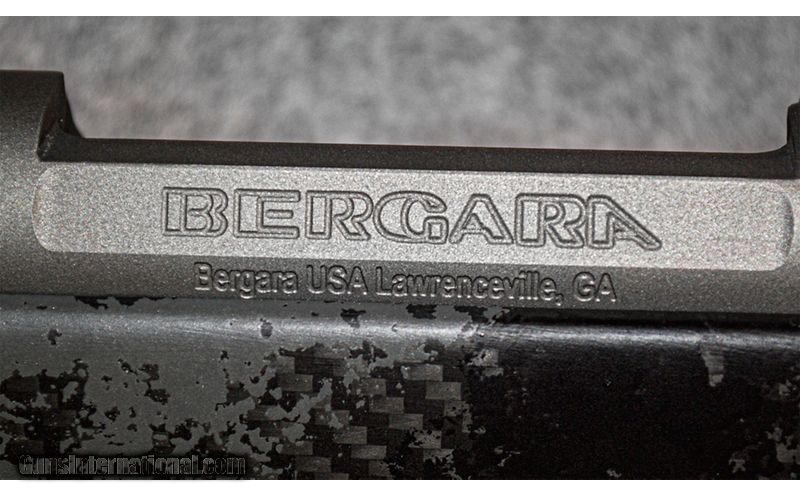 BERGARA
Bergara USA Lawrenceville, GA
GunsInternational.com